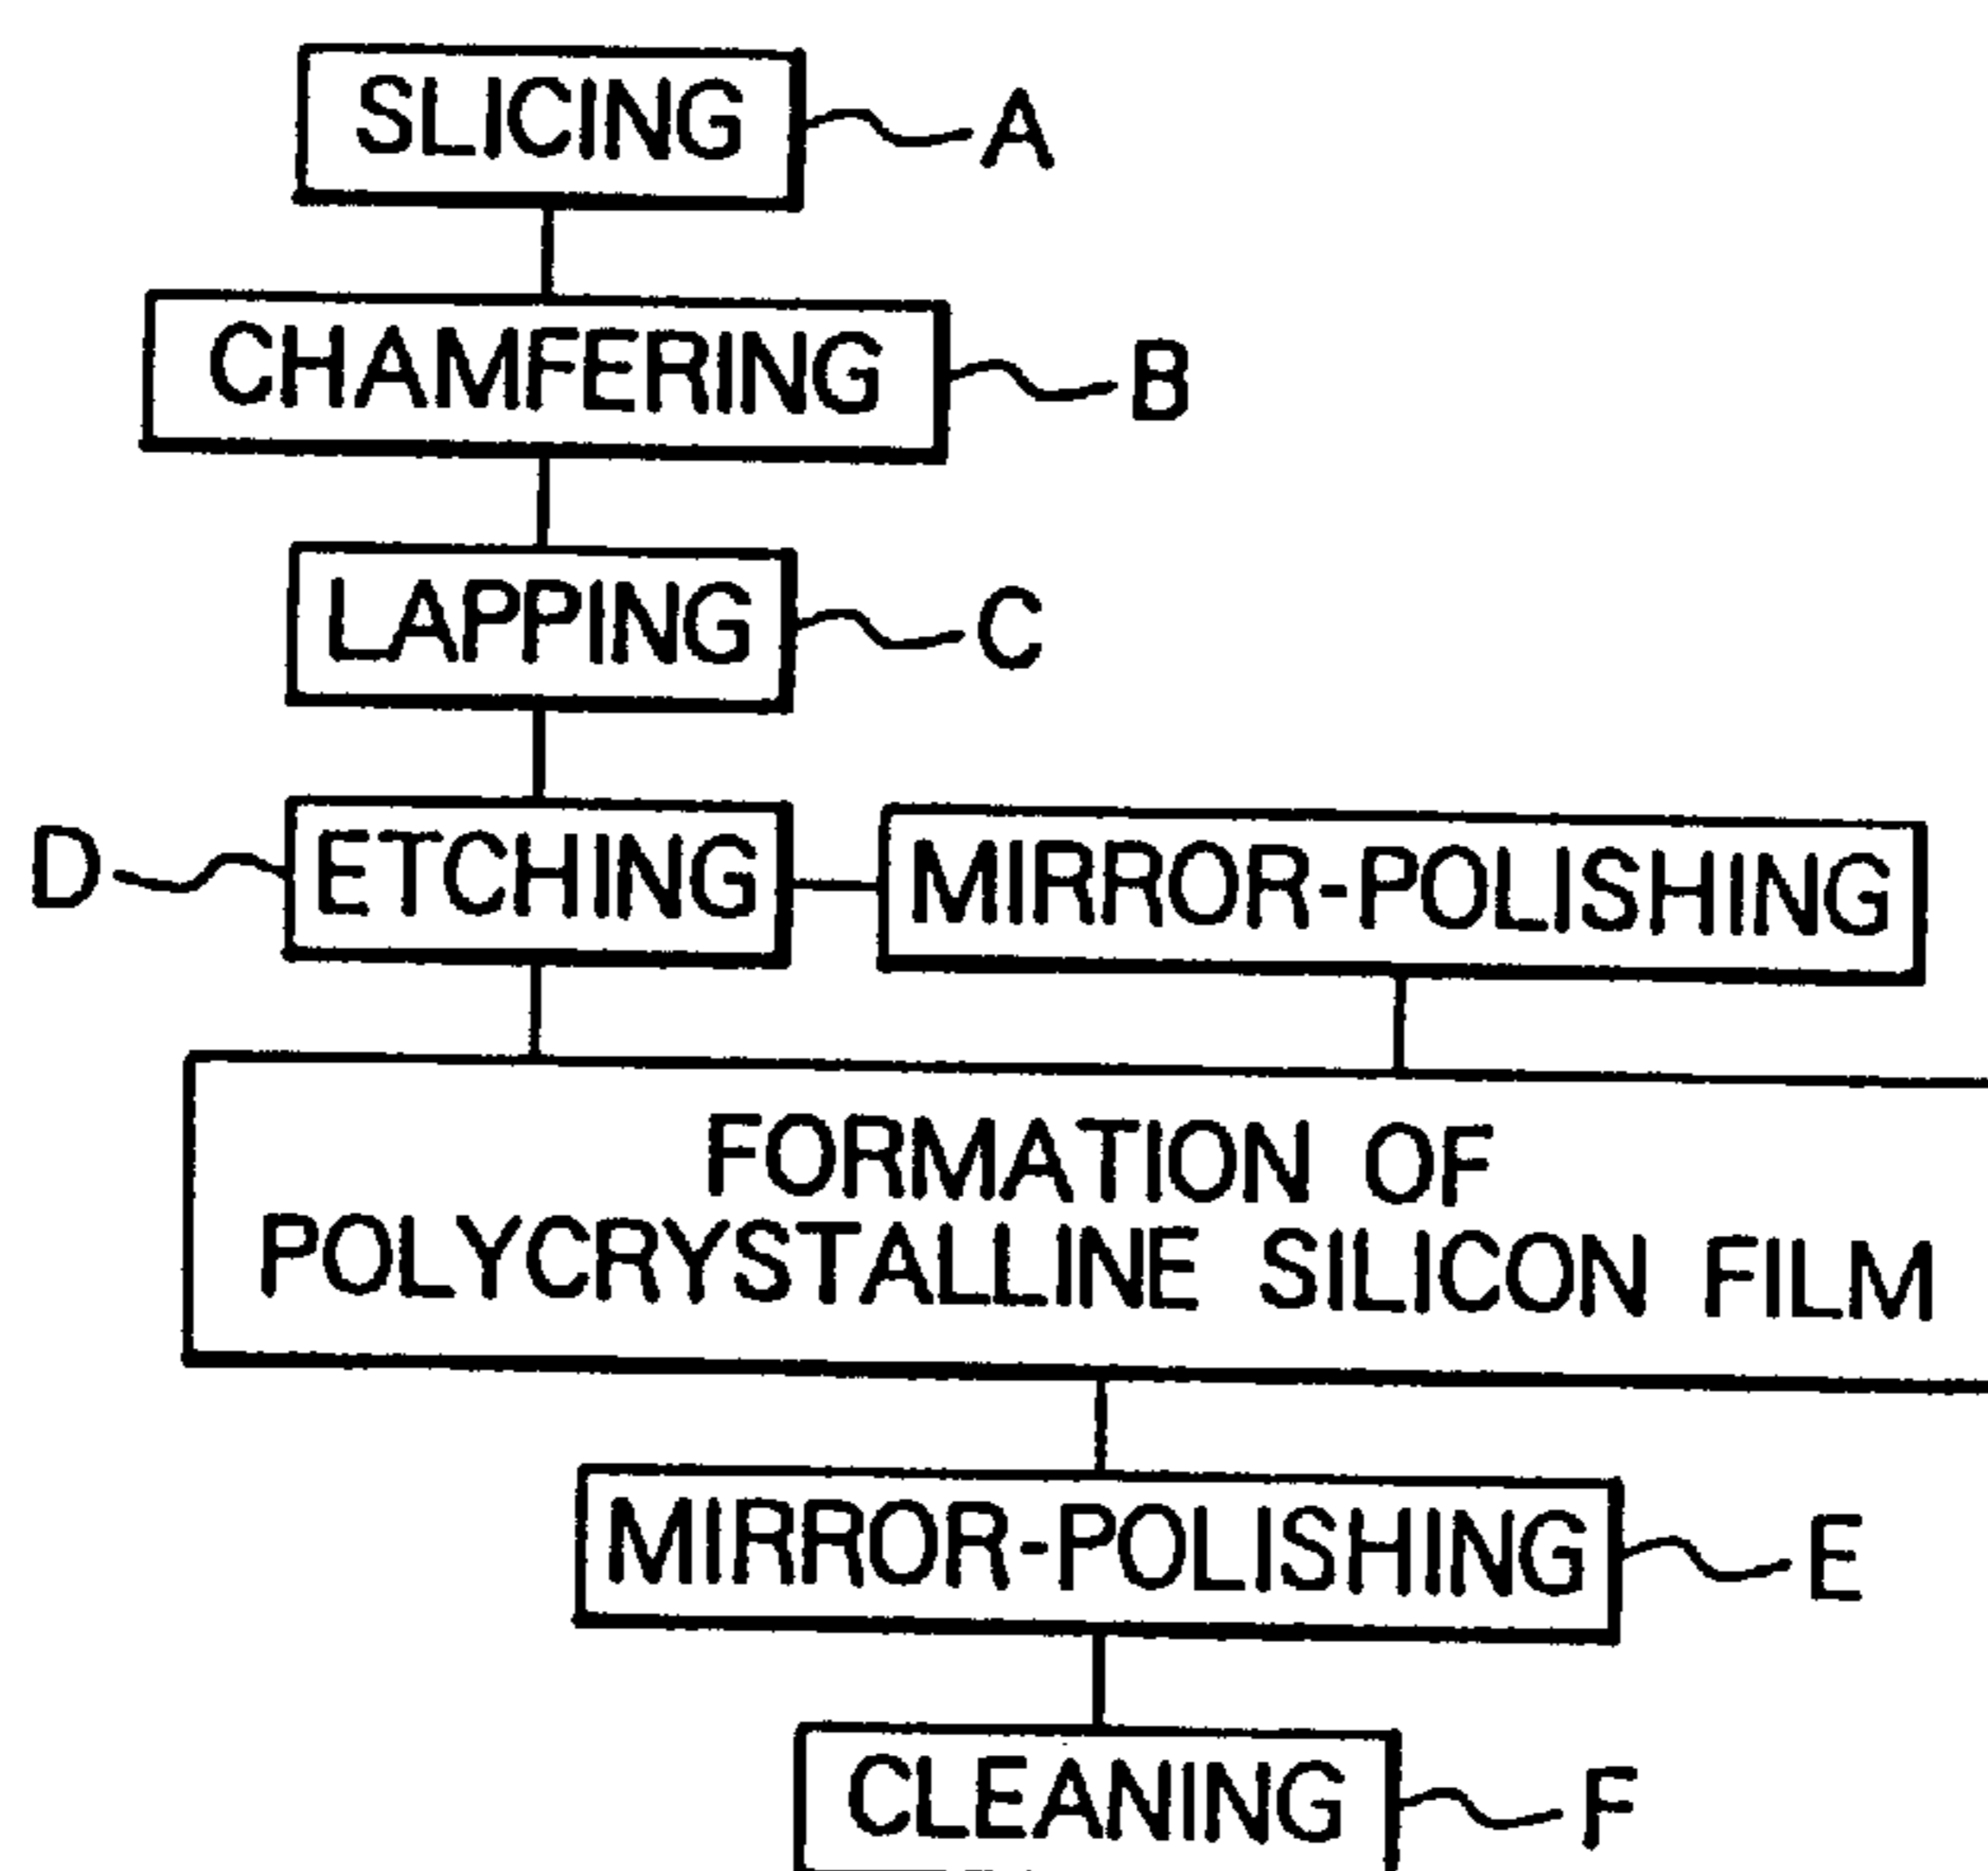 SLICING A
CHAMFERING B
LAPPING C
D ETCHING MIRROR-POLISHING
FORMATION OF
POLYCRYSTALLINE SILICON FILM
MIRROR-POLISHING E
CLEANING F